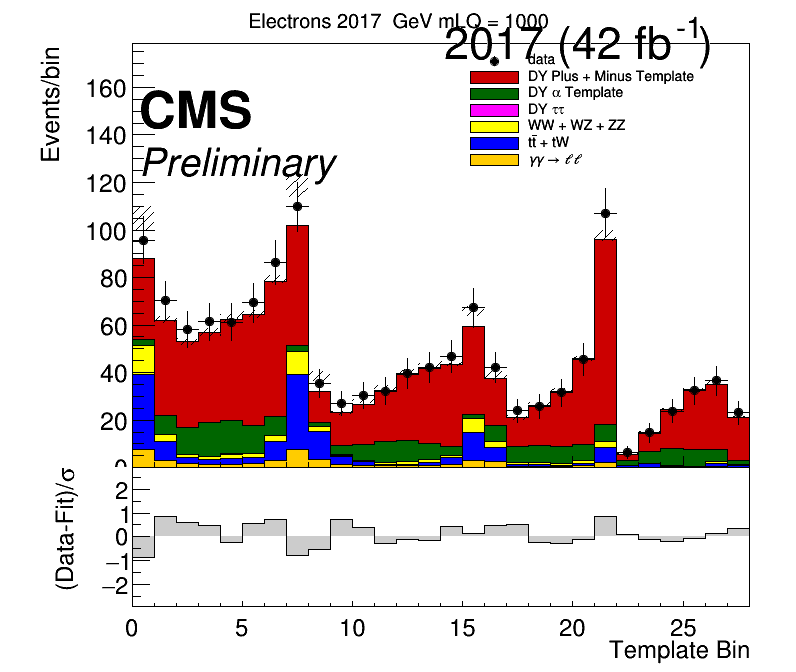 Electrons 2017 GeV mLQ = 1000
2017 (42 fb⁻¹)
Events/bin
CMS
Preliminary
data
DY Plus + Minus Template
DY α Template
DY ττ
WW + WZ + ZZ
tt̄ + tW
γγ → ℓℓ
160
140
120
100
80
60
40
20
0
(Data-Fit)/σ
2
1
0
−1
−2
0 5 10 15 20 25
Template Bin